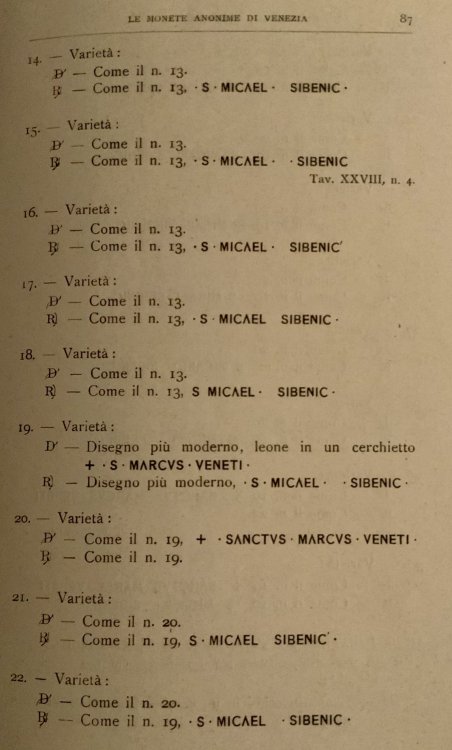 LE MONETE ANONIME DI VENEZIA 87
14. — Varietà :
D' — Come il n. 13.
R) — Come il n. 13, · S · MICAEL · SIBENIC ·
15. — Varietà :
D' — Come il n. 13.
R) — Come il n. 13, · S · MICAEL · · SIBENIC
Tav. XXVIII, n. 4.
16. — Varietà :
D' — Come il n. 13.
R) — Come il n. 13, · S · MICAEL · SIBENIC'
17. — Varietà :
D' — Come il n. 13.
R) — Come il n. 13, · S · MICAEL SIBENIC ·
18. — Varietà :
D' — Come il n. 13.
R) — Come il n. 13, S MICAEL · SIBENIC ·
19. — Varietà :
D' — Disegno più moderno, leone in un cerchietto
+ · S · MARCVS · VENETI ·
R) — Disegno più moderno, · S · MICAEL · · SIBENIC ·
20. — Varietà :
D' — Come il n. 19, + · SANCTVS · MARCVS · VENETI ·
R) — Come il n. 19.
21. — Varietà :
D' — Come il n. 20.
R) — Come il n. 19, S · MICAEL SIBENIC' ·
22. — Varietà :
D' — Come il n. 20.
R) — Come il n. 19, · S · MICAEL · SIBENIC ·